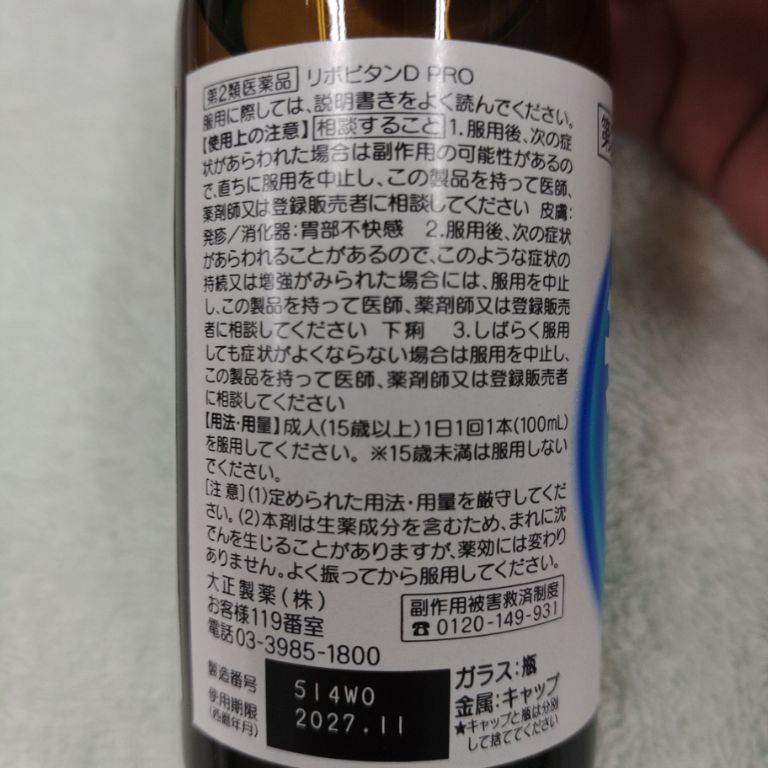 第2類医薬品 リポビタンD PRO
服用に際しては、説明書きをよく読んでください。
【使用上の注意】 相談すること 1.服用後、次の症
状があらわれた場合は副作用の可能性があるの
で、直ちに服用を中止し、この製品を持って医師、
薬剤師又は登録販売者に相談してください 皮膚:
発疹/消化器:胃部不快感 2.服用後、次の症状
があらわれることがあるので、このような症状の
持続又は増強がみられた場合には、服用を中止
し、この製品を持って医師、薬剤師又は登録販売
者に相談してください 下痢 3.しばらく服用
しても症状がよくならない場合は服用を中止し、
この製品を持って医師、薬剤師又は登録販売者
に相談してください
【用法・用量】成人(15歳以上)1日1回1本(100mL)
を服用してください。 ※15歳未満は服用しない
でください。
[注意](1)定められた用法・用量を厳守してくだ
さい。(2)本剤は生薬成分を含むため、まれに沈
でんを生じることがありますが、薬効には変わり
ありません。よく振ってから服用してください。
大正製薬(株)
お客様119番室
電話03-3985-1800
副作用被害救済制度
☎0120-149-931
製造番号 514W0
使用期限 2027.11
(西暦年月)
ガラス:瓶
金属:キャップ
★キャップと瓶は分別
して捨ててください